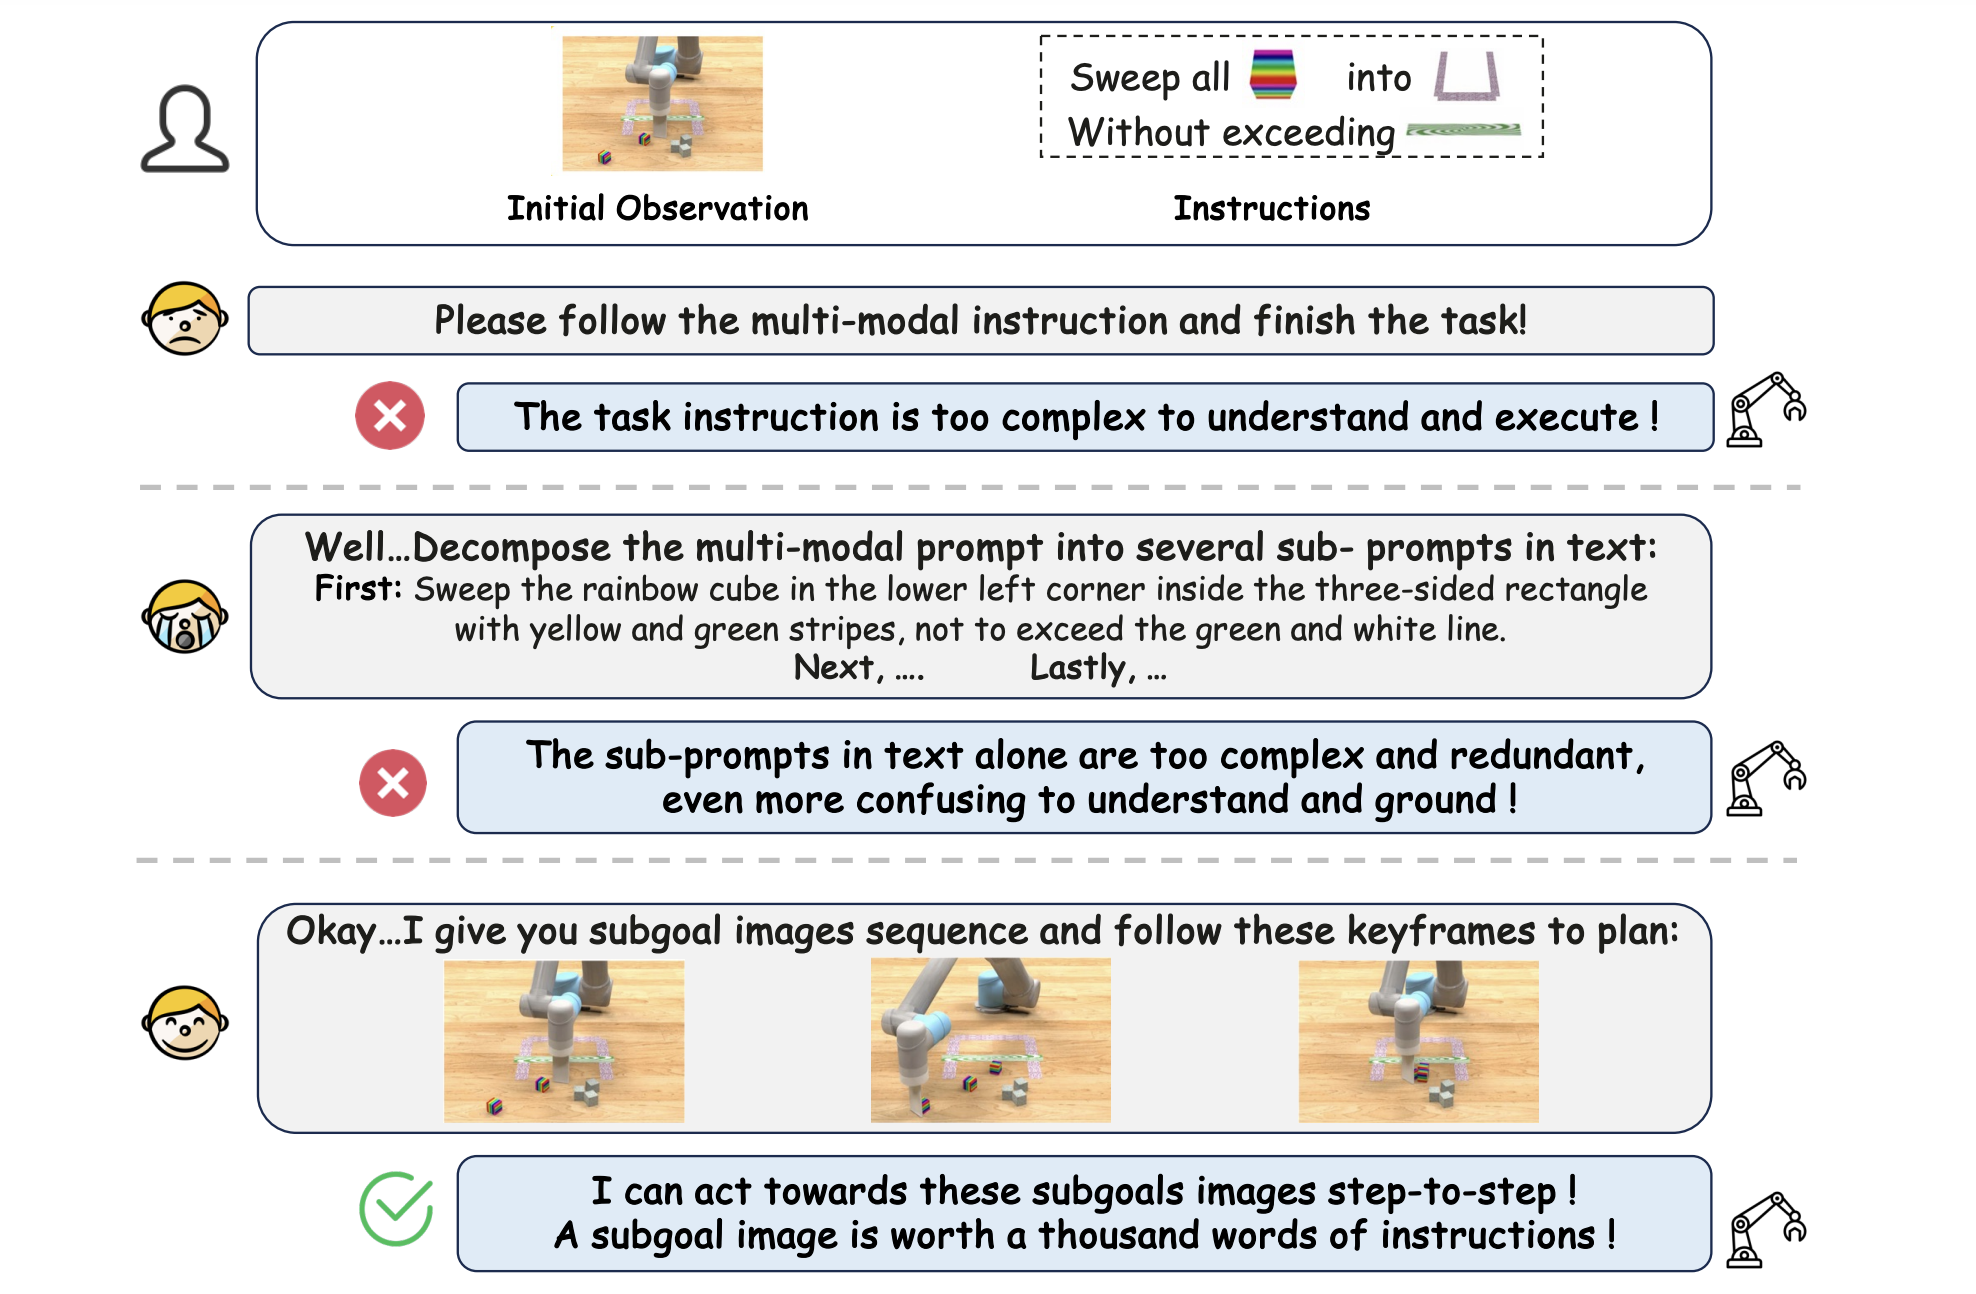 Sweep all into
Without exceeding
Initial Observation
Instructions
Please follow the multi-modal instruction and finish the task!
The task instruction is too complex to understand and execute !
Well...Decompose the multi-modal prompt into several sub- prompts in text:
First: Sweep the rainbow cube in the lower left corner inside the three-sided rectangle
with yellow and green stripes, not to exceed the green and white line.
Next, .... Lastly, ...
The sub-prompts in text alone are too complex and redundant,
even more confusing to understand and ground !
Okay...I give you subgoal images sequence and follow these keyframes to plan:
I can act towards these subgoals images step-to-step !
A subgoal image is worth a thousand words of instructions !